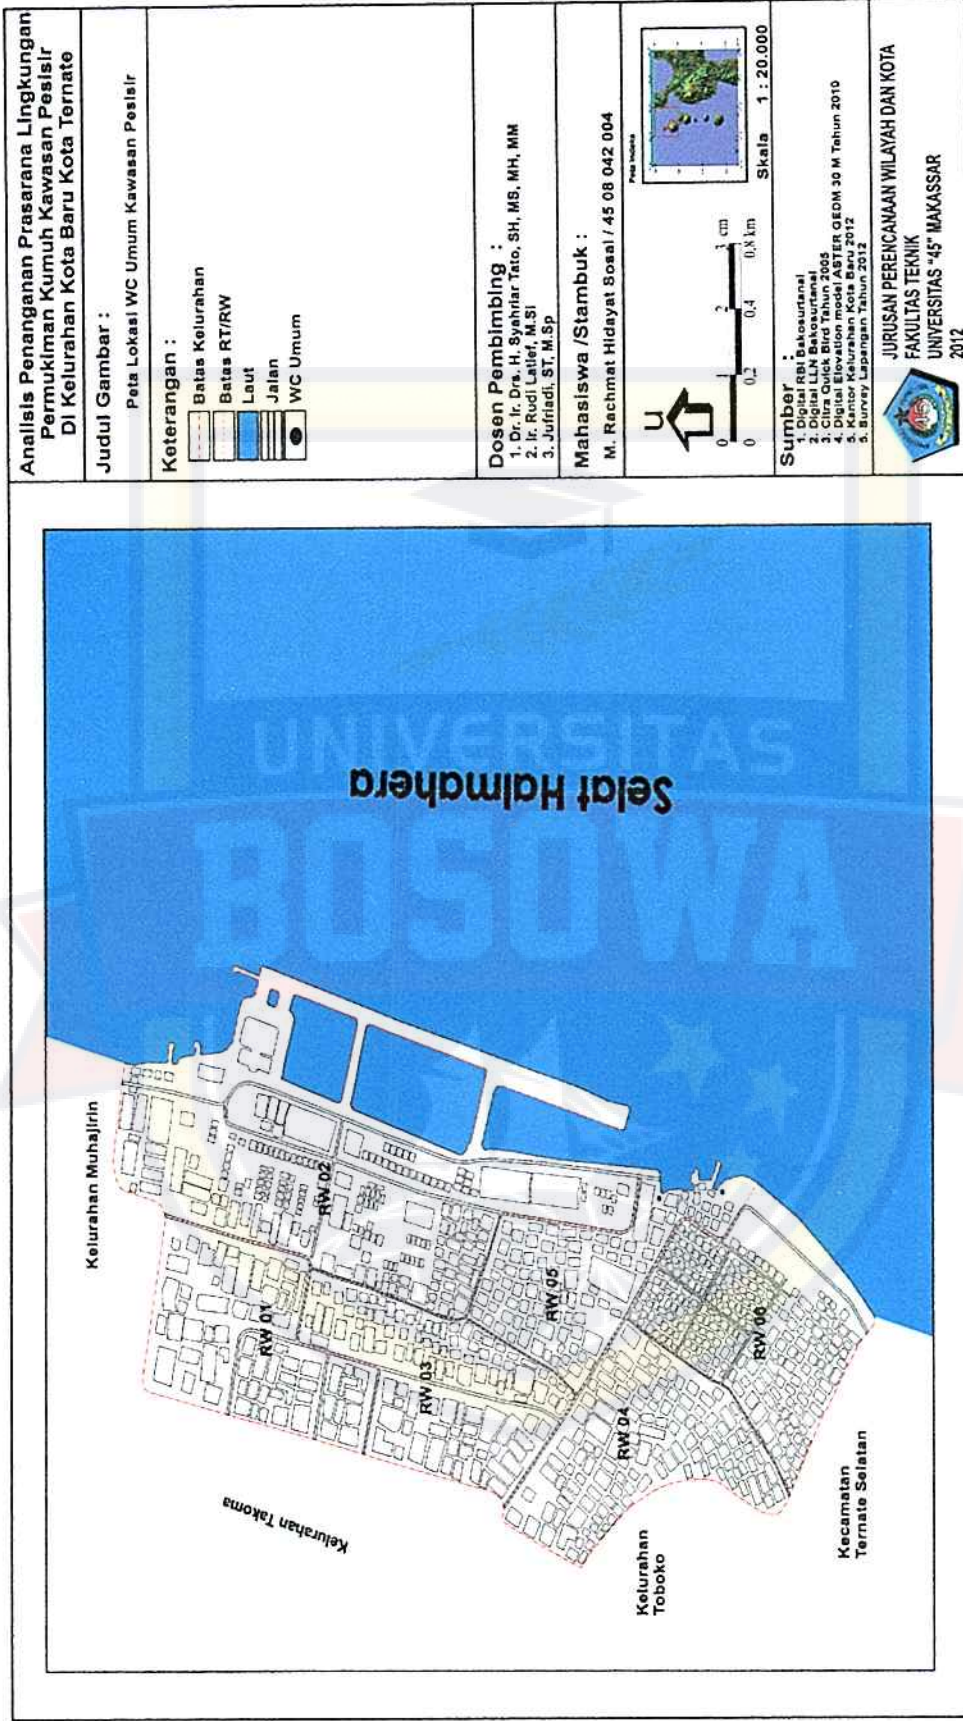 Analisis Penanganan Prasarana Lingkungan
Permukiman Kumuh Kawasan Pesisir
Di Kelurahan Kota Baru Kota Ternate
Judul Gambar :
Peta Lokasi WC Umum Kawasan Pesisir
Keterangan :
Batas Kelurahan
Batas RT/RW
Laut
Jalan
WC Umum
Dosen Pembimbing :
1. Dr. Ir. Drs. H. Syahriar Tato, SH, MS, MH, MM
2. Ir. Rudi Latief, M.Si
3. Jufriadi, ST, M.Sp
Mahasiswa /Stambuk :
M. Rachmat Hidayat Sosal / 45 08 042 004
U
0 1 2 3 cm
0 0,2 0,4 0,8 km
Peta Indeks
Skala 1 : 20.000
Sumber :
1. Digital RBI Bakosurtanal
2. Digital LLN Bakosurtanal
3. Citra Quick Bird Tahun 2005
4. Digital Elevation model ASTER GEDM 30 M Tahun 2010
5. Kantor Kelurahan Kota Baru 2012
6. Survey Lapangan Tahun 2012
JURUSAN PERENCANAAN WILAYAH DAN KOTA
FAKULTAS TEKNIK
UNIVERSITAS "45" MAKASSAR
2012
Kelurahan Muhajirin
Kelurahan Takoma
Kelurahan
Toboko
Kecamatan
Ternate Selatan
Selat Halmahera
RW 01
RW 02
RW 03
RW 04
RW 05
RW 06
UNIVERSITAS
BOSOWA